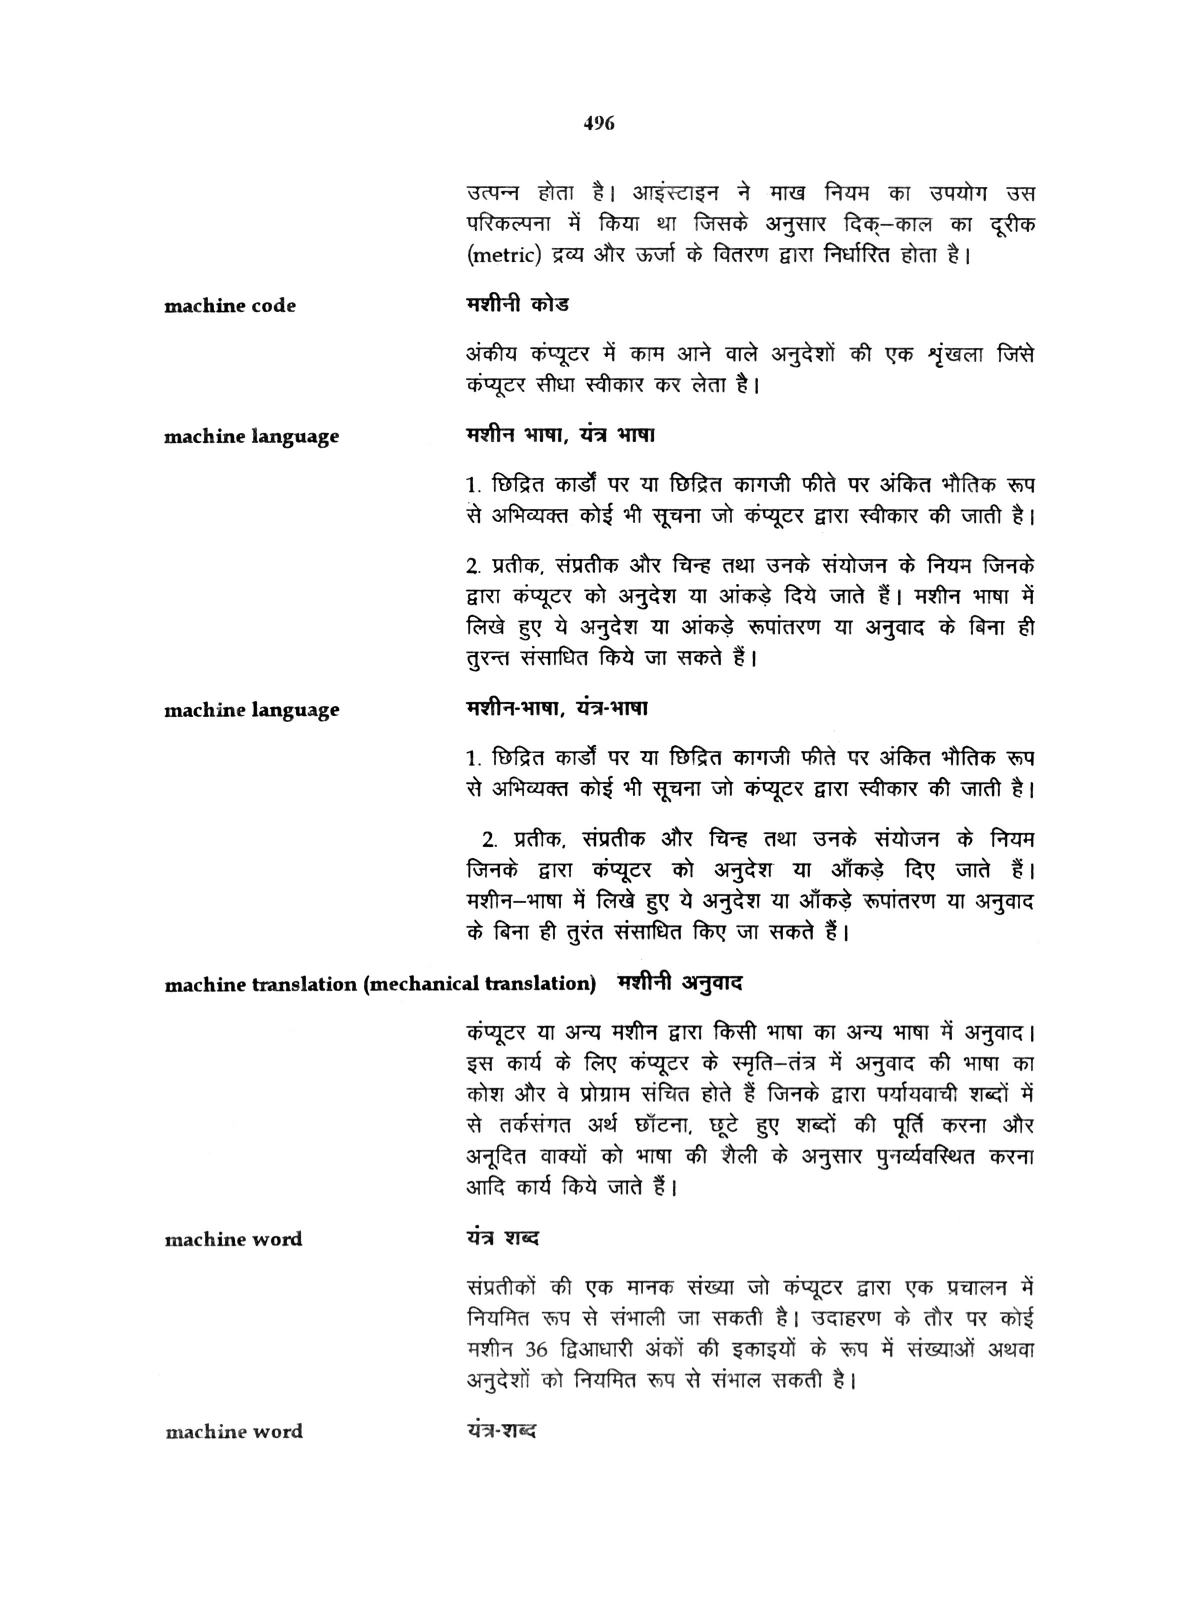 496
उत्पन्न होता है। आइंस्टाइन ने माख नियम का उपयोग उस
परिकल्पना में किया था जिसके अनुसार दिक्–काल का दूरीक
(metric) द्रव्य और ऊर्जा के वितरण द्वारा निर्धारित होता है।
machine code मशीनी कोड
अंकीय कंप्यूटर में काम आने वाले अनुदेशों की एक शृंखला जिसे
कंप्यूटर सीधा स्वीकार कर लेता है।
machine language मशीन भाषा, यंत्र भाषा
1. छिद्रित कार्डों पर या छिद्रित कागजी फीते पर अंकित भौतिक रूप
से अभिव्यक्त कोई भी सूचना जो कंप्यूटर द्वारा स्वीकार की जाती है।
2. प्रतीक, संप्रतीक और चिन्ह तथा उनके संयोजन के नियम जिनके
द्वारा कंप्यूटर को अनुदेश या आंकड़े दिये जाते हैं। मशीन भाषा में
लिखे हुए ये अनुदेश या आंकड़े रूपांतरण या अनुवाद के बिना ही
तुरन्त संसाधित किये जा सकते हैं।
machine language मशीन-भाषा, यंत्र-भाषा
1. छिद्रित कार्डों पर या छिद्रित कागजी फीते पर अंकित भौतिक रूप
से अभिव्यक्त कोई भी सूचना जो कंप्यूटर द्वारा स्वीकार की जाती है।
2. प्रतीक, संप्रतीक और चिन्ह तथा उनके संयोजन के नियम
जिनके द्वारा कंप्यूटर को अनुदेश या आँकड़े दिए जाते हैं।
मशीन–भाषा में लिखे हुए ये अनुदेश या आँकड़े रूपांतरण या अनुवाद
के बिना ही तुरंत संसाधित किए जा सकते हैं।
machine translation (mechanical translation) मशीनी अनुवाद
कंप्यूटर या अन्य मशीन द्वारा किसी भाषा का अन्य भाषा में अनुवाद।
इस कार्य के लिए कंप्यूटर के स्मृति–तंत्र में अनुवाद की भाषा का
कोश और वे प्रोग्राम संचित होते हैं जिनके द्वारा पर्यायवाची शब्दों में
से तर्कसंगत अर्थ छाँटना, छूटे हुए शब्दों की पूर्ति करना और
अनूदित वाक्यों को भाषा की शैली के अनुसार पुनर्व्यवस्थित करना
आदि कार्य किये जाते हैं।
machine word यंत्र शब्द
संप्रतीकों की एक मानक संख्या जो कंप्यूटर द्वारा एक प्रचालन में
नियमित रूप से संभाली जा सकती है। उदाहरण के तौर पर कोई
मशीन 36 द्विआधारी अंकों की इकाइयों के रूप में संख्याओं अथवा
अनुदेशों को नियमित रूप से संभाल सकती है।
machine word यंत्र-शब्द